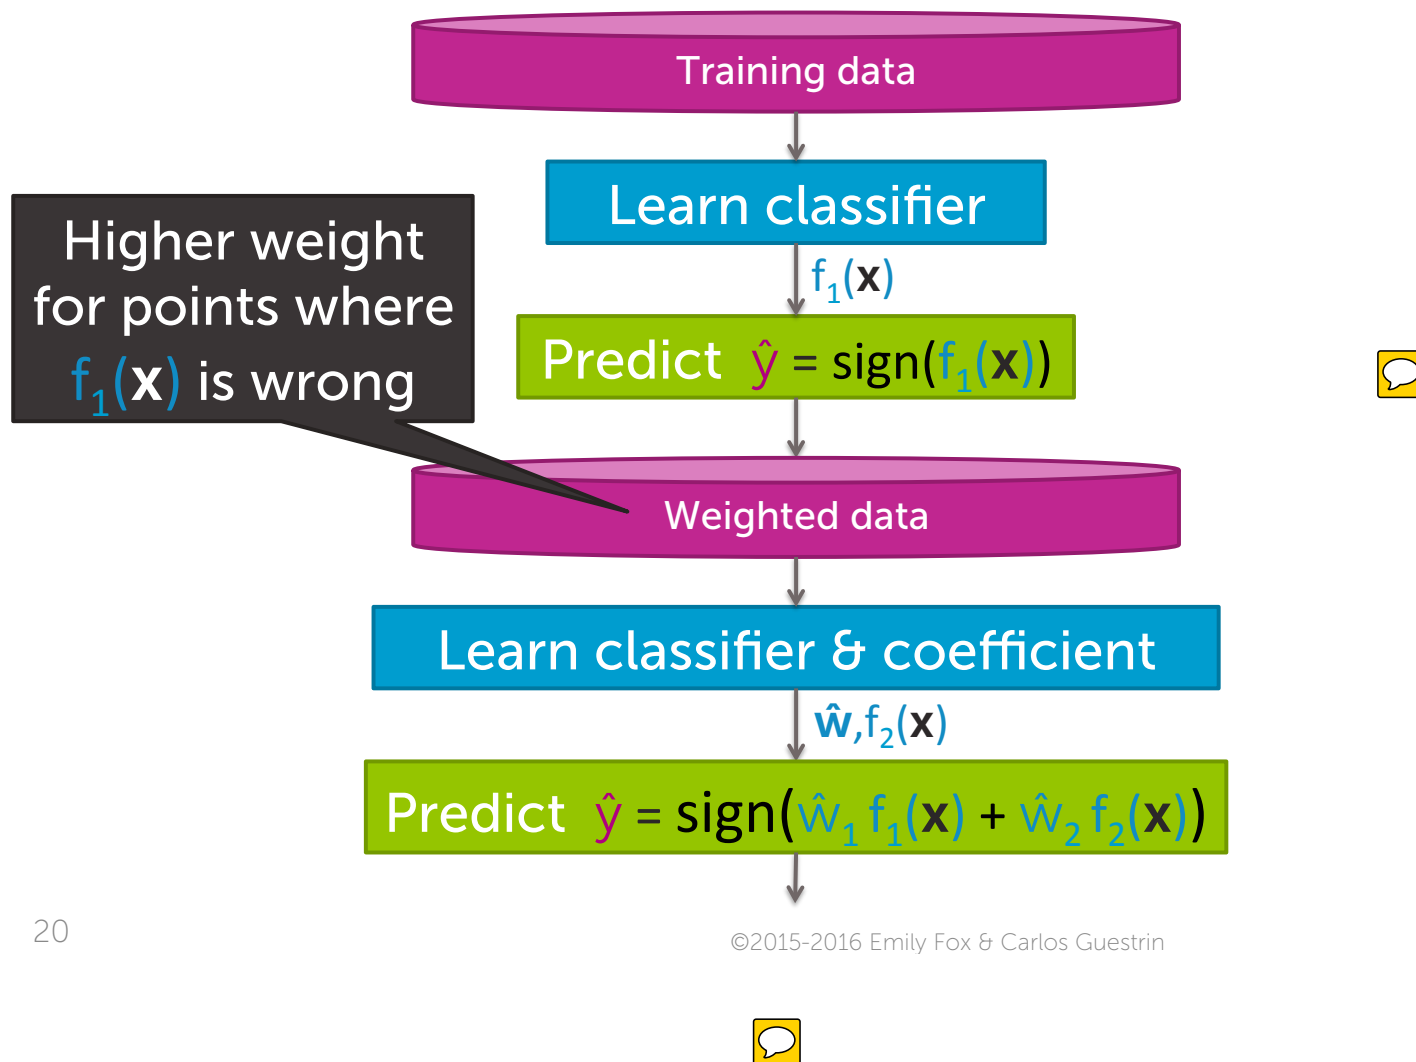 Training data
Learn classifier
f₁(x)
Higher weight
for points where
f₁(x) is wrong
Predict ŷ = sign(f₁(x))
Weighted data
Learn classifier & coefficient
ŵ,f₂(x)
Predict ŷ = sign(ŵ₁ f₁(x) + ŵ₂ f₂(x))
20
©2015-2016 Emily Fox & Carlos Guestrin